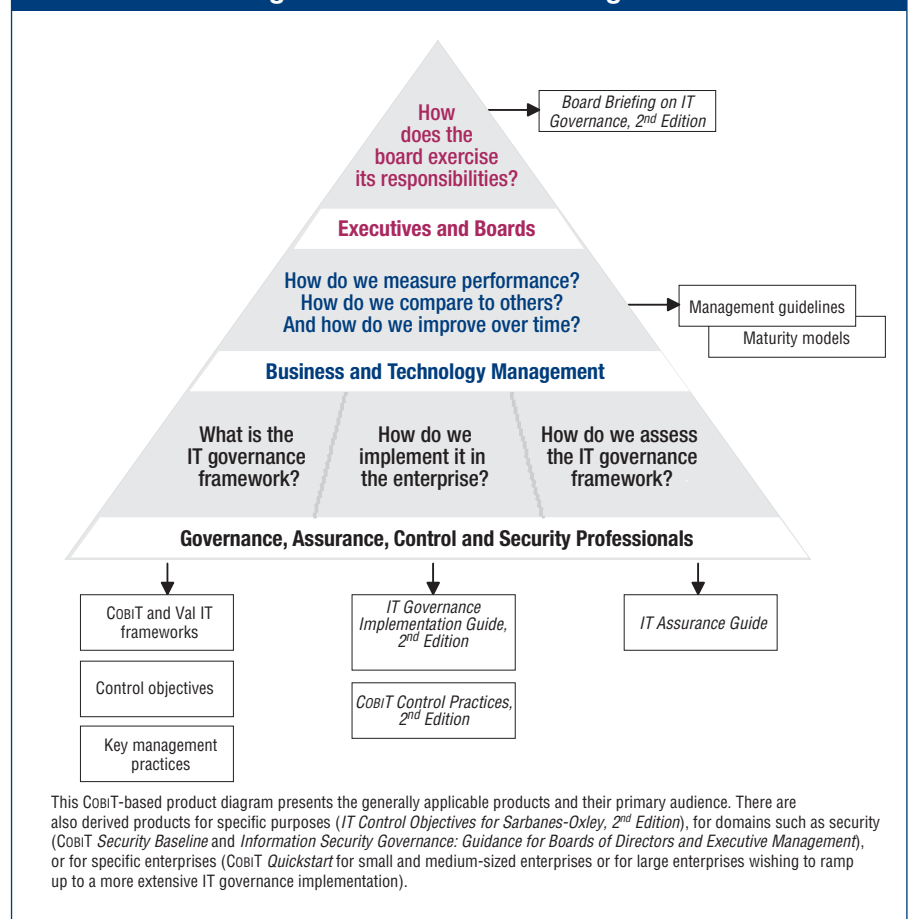 How
does the
board exercise
its responsibilities?
Board Briefing on IT
Governance, 2nd Edition
Executives and Boards
How do we measure performance?
How do we compare to others?
And how do we improve over time?
Management guidelines
Maturity models
Business and Technology Management
What is the
IT governance
framework?
How do we
implement it in
the enterprise?
How do we assess
the IT governance
framework?
Governance, Assurance, Control and Security Professionals
COBIT and Val IT
frameworks
Control objectives
Key management
practices
IT Governance
Implementation Guide,
2nd Edition
COBIT Control Practices,
2nd Edition
IT Assurance Guide
This COBIT-based product diagram presents the generally applicable products and their primary audience. There are
also derived products for specific purposes (IT Control Objectives for Sarbanes-Oxley, 2nd Edition), for domains such as security
(COBIT Security Baseline and Information Security Governance: Guidance for Boards of Directors and Executive Management),
or for specific enterprises (COBIT Quickstart for small and medium-sized enterprises or for large enterprises wishing to ramp
up to a more extensive IT governance implementation).